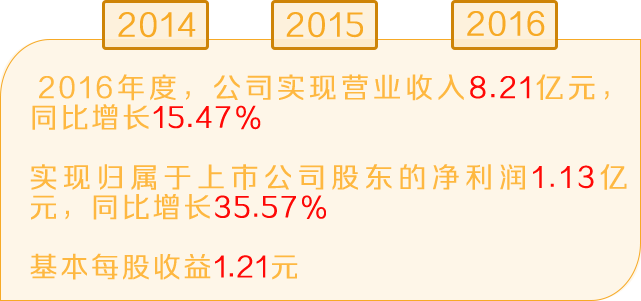 2014 2015 2016
2016年度，公司实现营业收入8.21亿元，
同比增长15.47%
实现归属于上市公司股东的净利润1.13亿
元，同比增长35.57%
基本每股收益1.21元